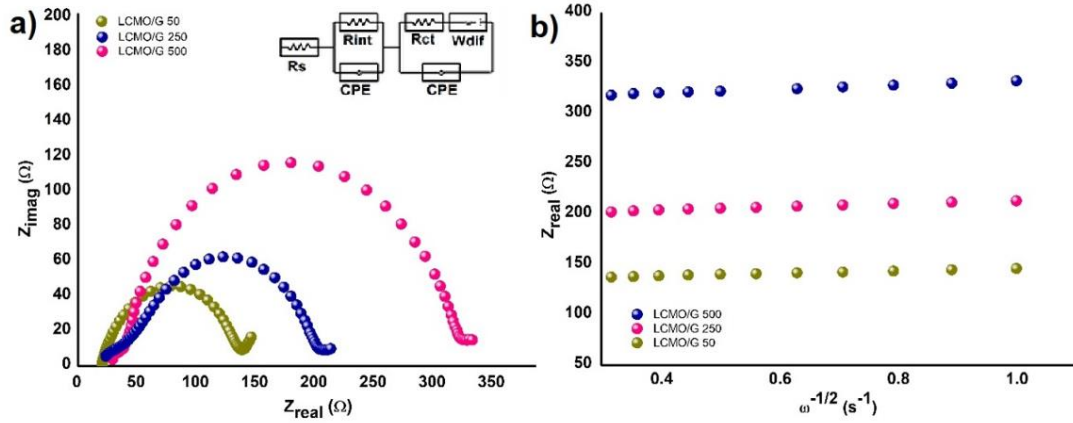 a)
200
180
160
140
120
100
80
60
40
20
0
Zimag (Ω)
LCMO/G 50
LCMO/G 250
LCMO/G 500
Rs
Rint
CPE
Rct
Wdif
CPE
0
50
100
150
200
250
300
350
Zreal (Ω)
b)
400
350
300
250
200
150
100
50
Zreal (Ω)
LCMO/G 500
LCMO/G 250
LCMO/G 50
0.4
0.6
0.8
1.0
ω-1/2 (s-1)